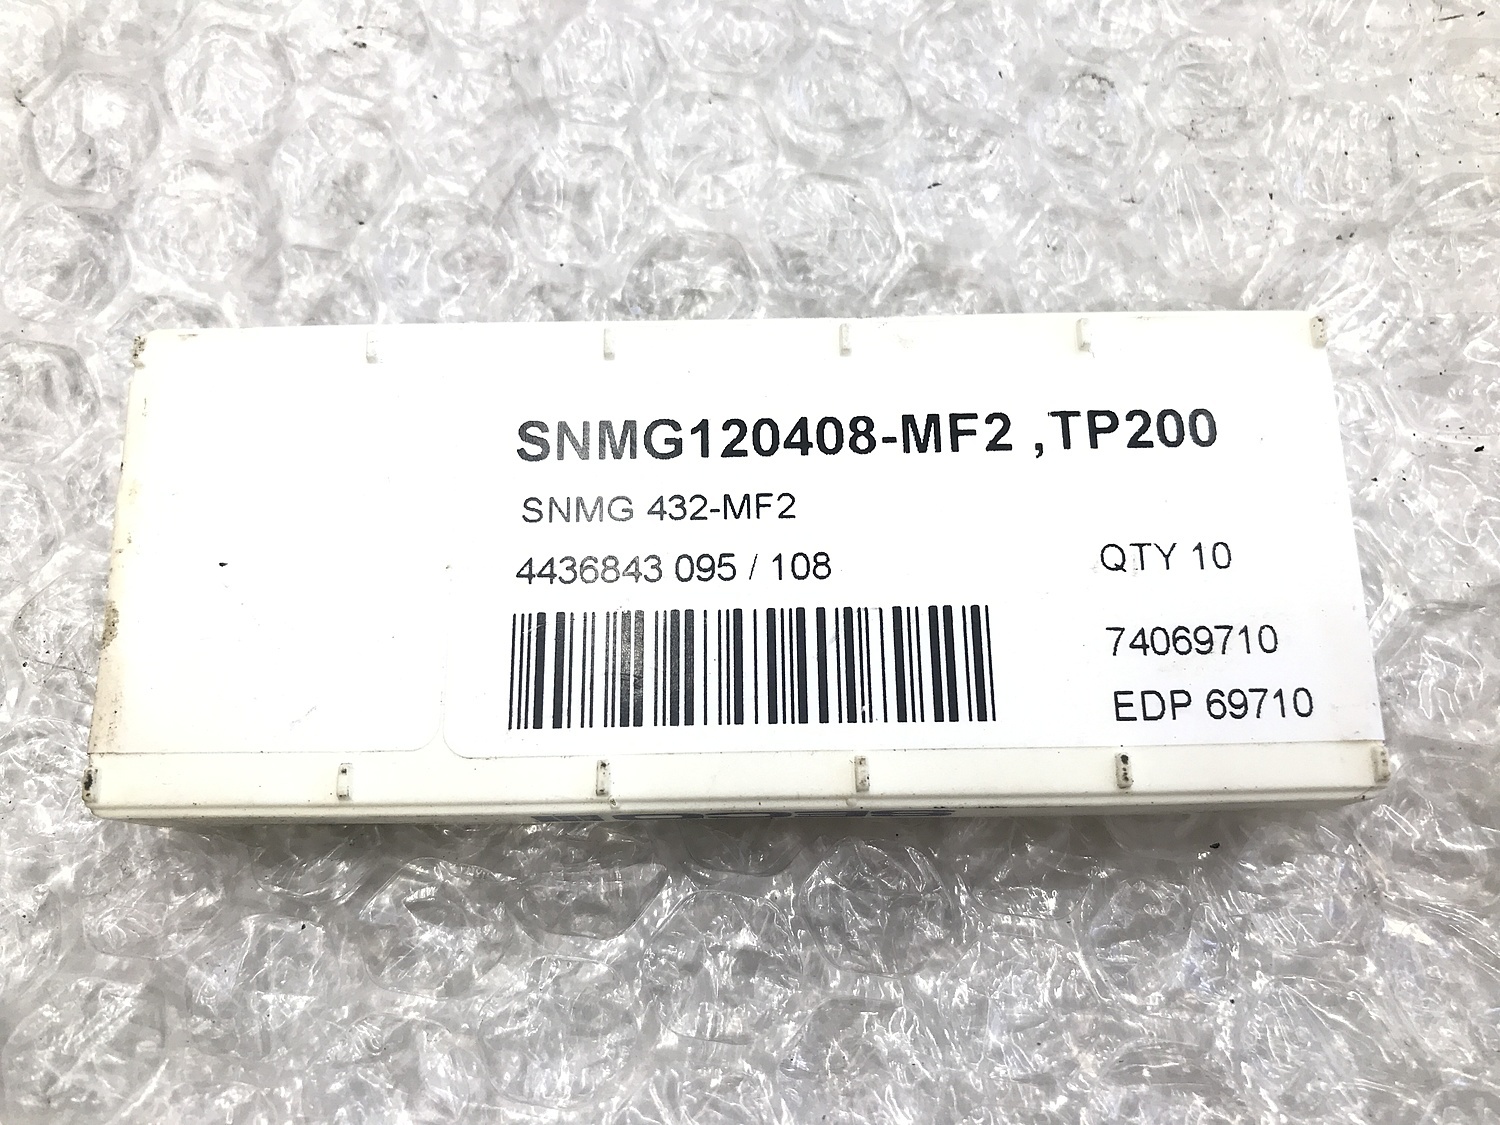 SNMG120408-MF2 ,TP200
SNMG 432-MF2
4436843 095 / 108
QTY 10
74069710
EDP 69710